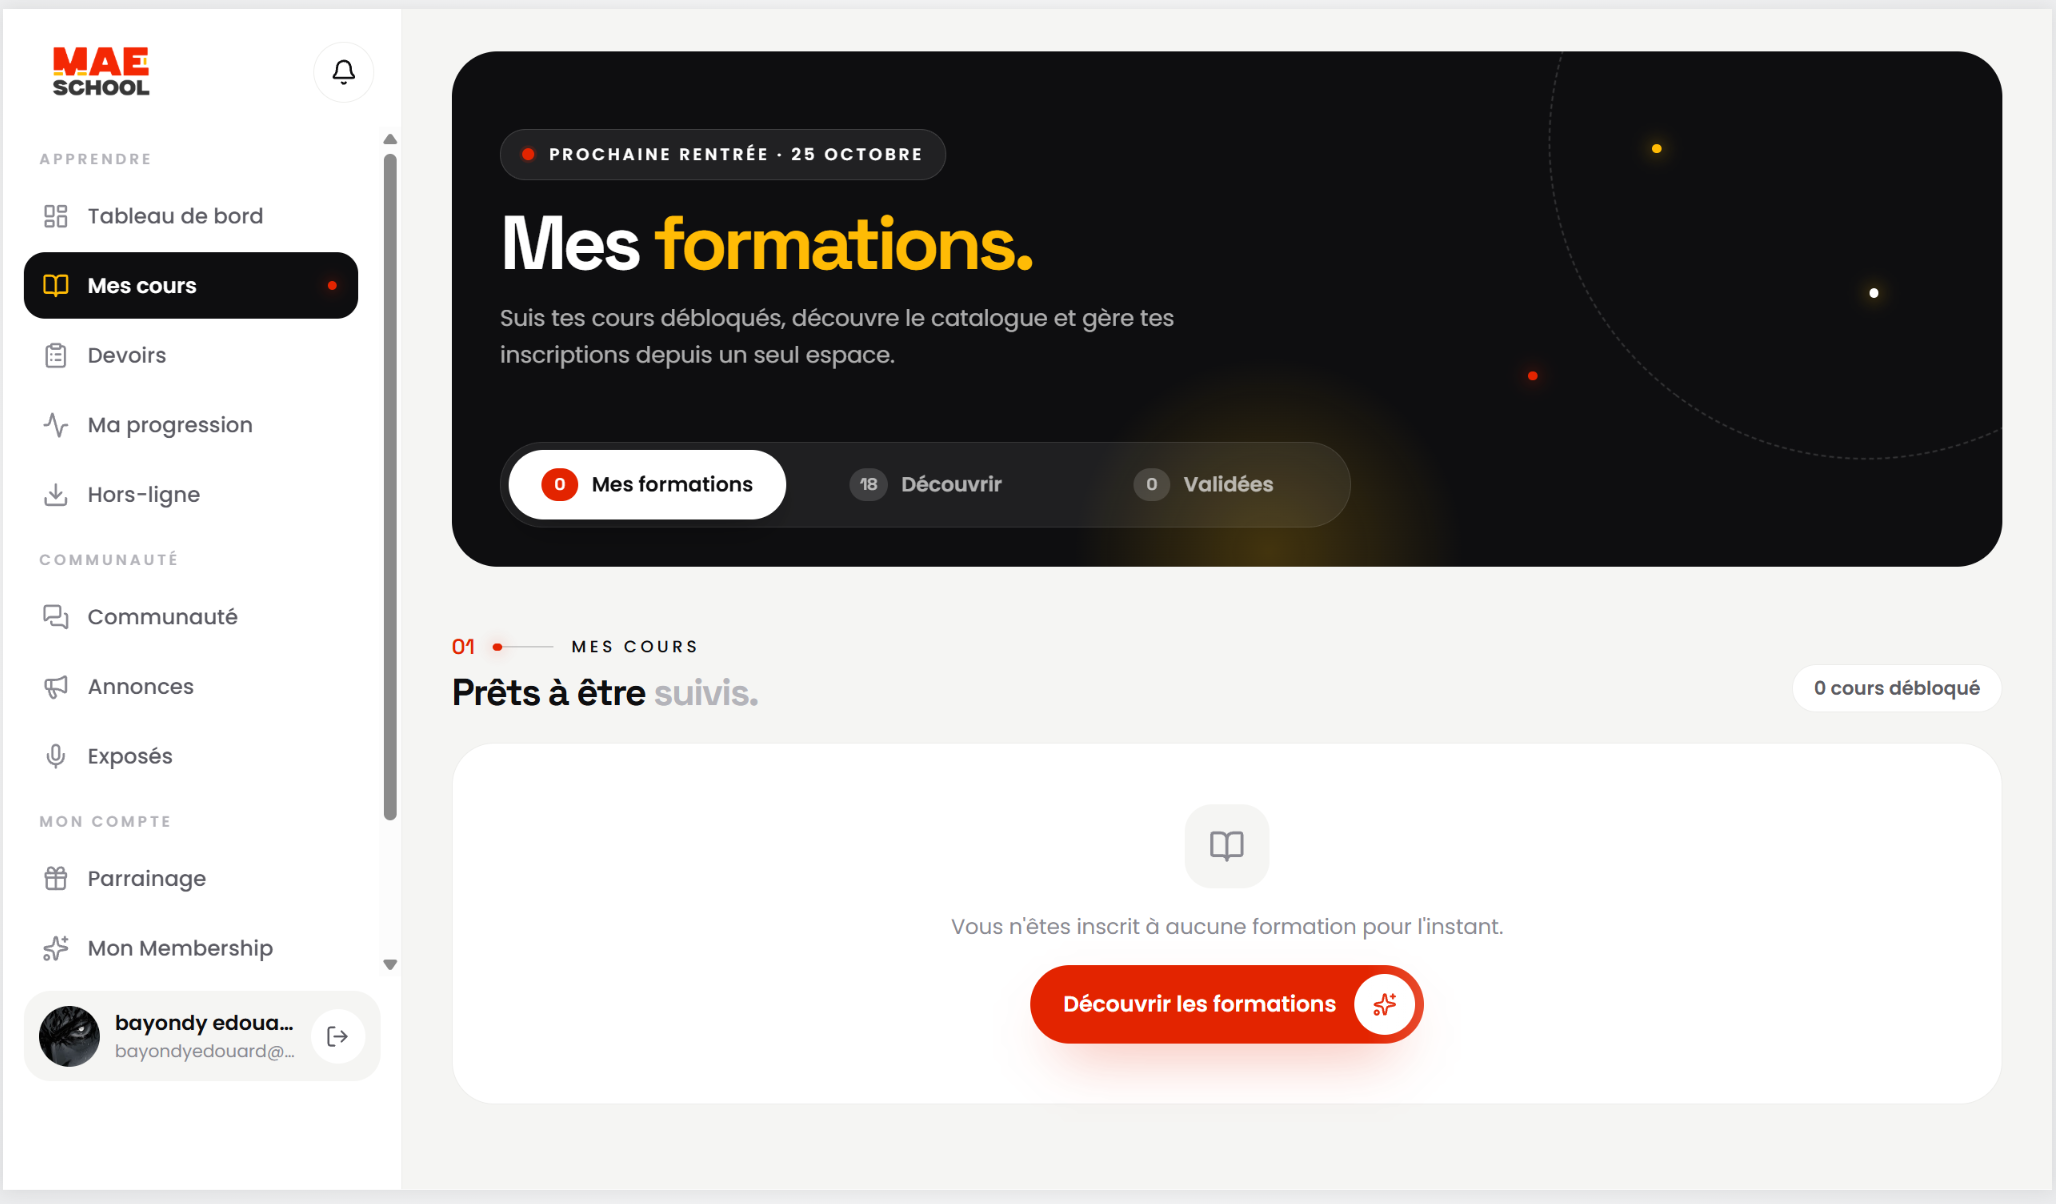 MAE
SCHOOL
APPRENDRE
Tableau de bord
Mes cours
Devoirs
Ma progression
Hors-ligne
COMMUNAUTÉ
Communauté
Annonces
Exposés
MON COMPTE
Parrainage
Mon Membership
bayondy edoua...
bayondyedouard@...
PROCHAINE RENTRÉE · 25 OCTOBRE
Mes formations.
Suis tes cours débloqués, découvre le catalogue et gère tes
inscriptions depuis un seul espace.
0 Mes formations
18 Découvrir
0 Validées
01 MES COURS
Prêts à être suivis.
0 cours débloqué
Vous n'êtes inscrit à aucune formation pour l'instant.
Découvrir les formations